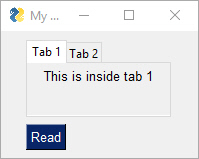 My ...
Tab 1 Tab 2
This is inside tab 1
Read